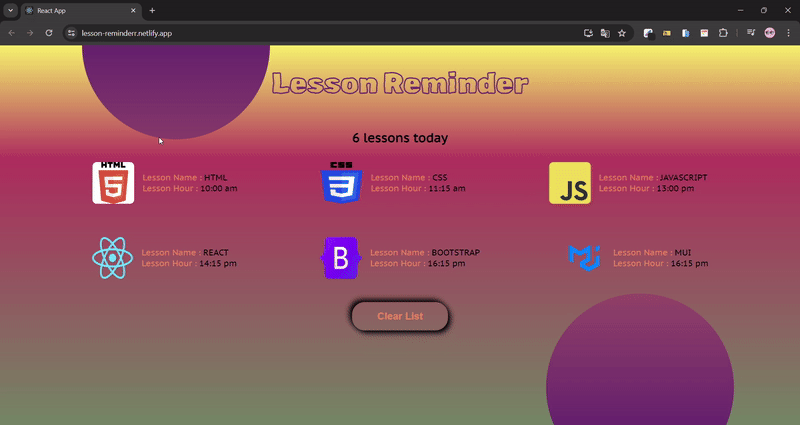 React App
lesson-reminderr.netlify.app
Lesson Reminder
6 lessons today
HTML
Lesson Name : HTML
Lesson Hour : 10:00 am
CSS
Lesson Name : CSS
Lesson Hour : 11:15 am
JS
Lesson Name : JAVASCRIPT
Lesson Hour : 13:00 pm
Lesson Name : REACT
Lesson Hour : 14:15 pm
B
Lesson Name : BOOTSTRAP
Lesson Hour : 16:15 pm
Lesson Name : MUI
Lesson Hour : 16:15 pm
Clear List